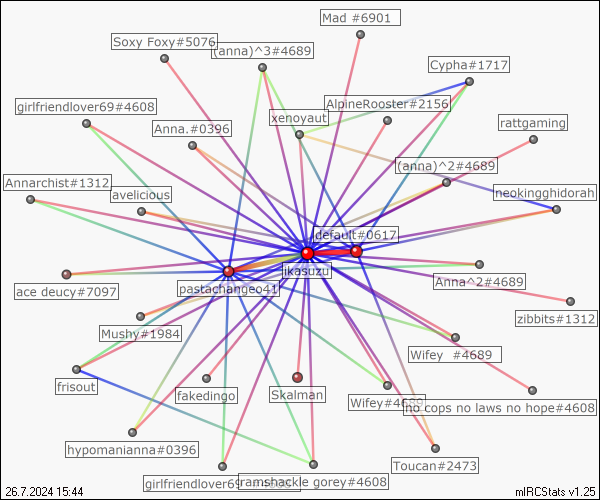 Mad #6901
Soxy Foxy#5076
(anna)^3#4689
Cypha#1717
girlfriendlover69#4608
AlpineRooster#2156
xenoyaut
Anna.#0396
rattgaming
(anna)^2#4689
Annarchist#1312
avelicious
neokingghidorah
default#0617
ikasuzu
Anna^2#4689
ace deucy#7097
pastachangeo41
zibbits#1312
Mushy#1984
Wifey #4689
frisout
fakedingo
Skalman
Wifey#4689
no cops no laws no hope#4608
hypomanianna#0396
Toucan#2473
girlfriendlover69
ramshackle gorey#4608
26.7.2024 15:44
mIRCStats v1.25